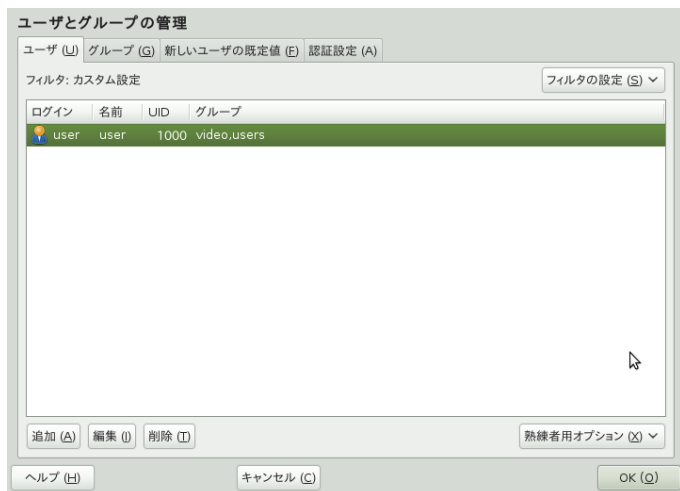 ユーザとグループの管理
ユーザ (U) グループ (G) 新しいユーザの既定値 (F) 認証設定 (A)
フィルタ: カスタム設定 フィルタの設定 (S)
ログイン 名前 UID グループ
user user 1000 video,users
追加 (A) 編集 (I) 削除 (T) 熟練者用オプション (X)
ヘルプ (H) キャンセル (C) OK (O)